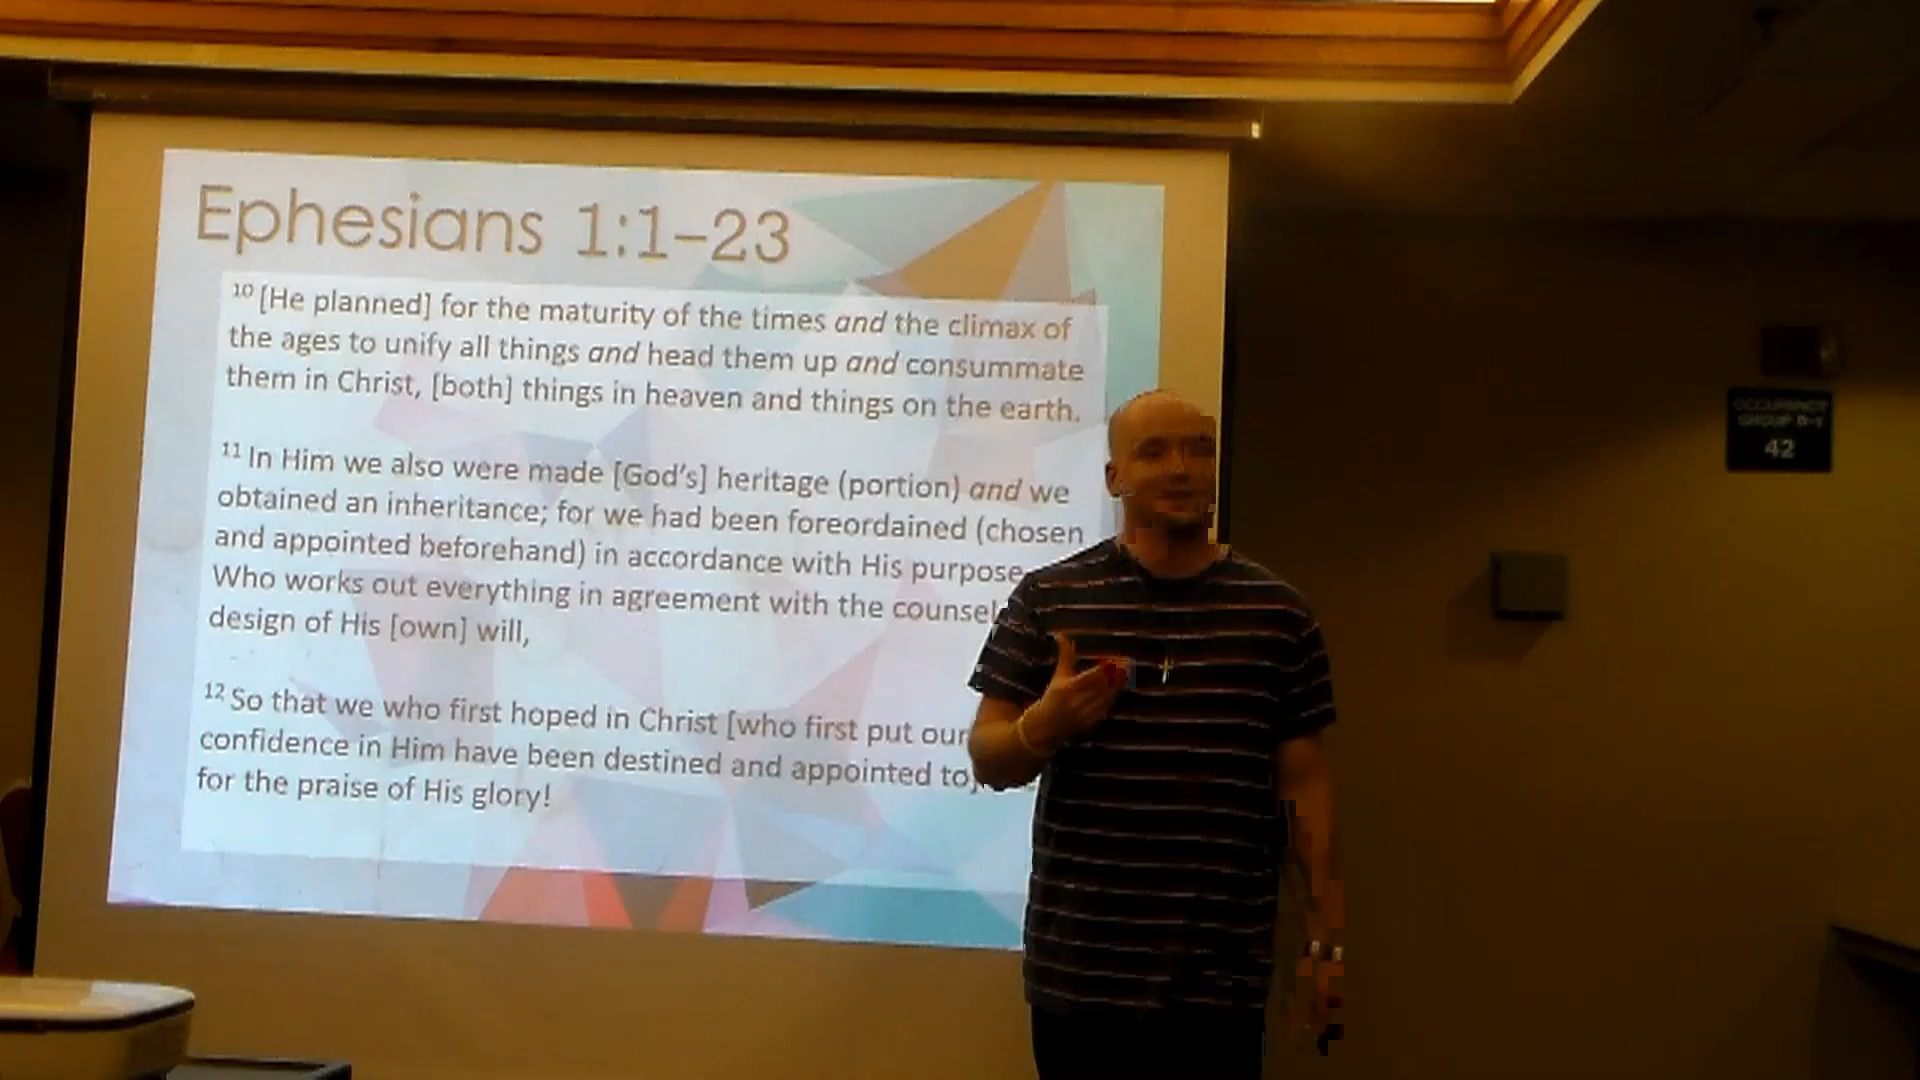 Ephesians 1:1–23
10 [He planned] for the maturity of the times and the climax of
the ages to unify all things and head them up and consummate
them in Christ, [both] things in heaven and things on the earth.
11 In Him we also were made [God's] heritage (portion) and we
obtained an inheritance; for we had been foreordained (chosen
and appointed beforehand) in accordance with His purpose
Who works out everything in agreement with the counsel
design of His [own] will,
12 So that we who first hoped in Christ [who first put our
confidence in Him have been destined and appointed to]
for the praise of His glory!
OCCUPANCY
GROUP B-1
42